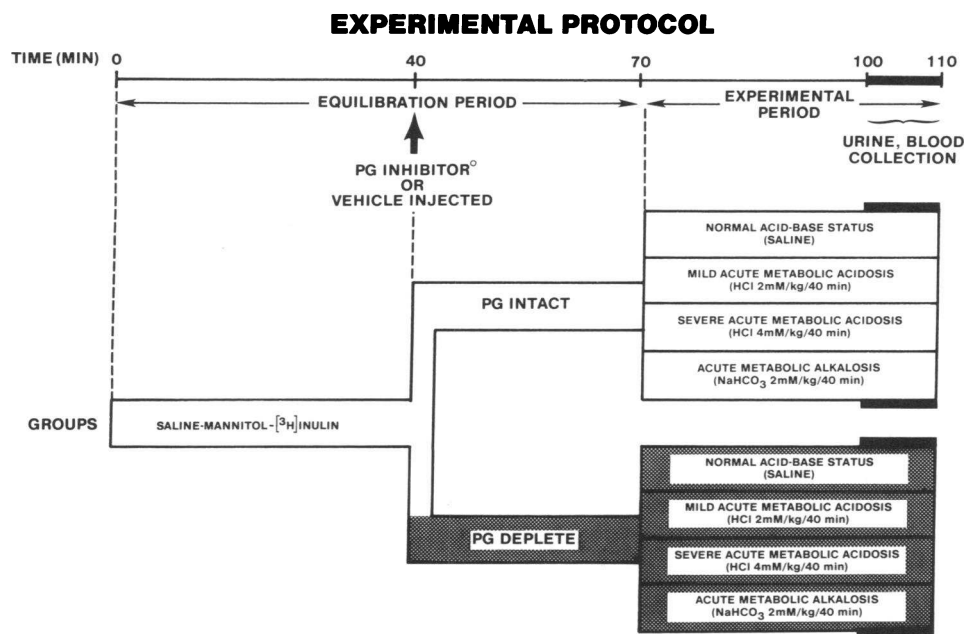 EXPERIMENTAL PROTOCOL
TIME (MIN) 0 40 70 100 110
EQUILIBRATION PERIOD
EXPERIMENTAL
PERIOD
PG INHIBITOR°
OR
VEHICLE INJECTED
URINE, BLOOD
COLLECTION
NORMAL ACID-BASE STATUS
(SALINE)
MILD ACUTE METABOLIC ACIDOSIS
(HCl 2mM/kg/40 min)
PG INTACT
SEVERE ACUTE METABOLIC ACIDOSIS
(HCl 4mM/kg/40 min)
ACUTE METABOLIC ALKALOSIS
(NaHCO₃ 2mM/kg/40 min)
GROUPS
SALINE-MANNITOL-[³H]INULIN
NORMAL ACID-BASE STATUS
(SALINE)
MILD ACUTE METABOLIC ACIDOSIS
(HCl 2mM/kg/40 min)
PG DEPLETE
SEVERE ACUTE METABOLIC ACIDOSIS
(HCl 4mM/kg/40 min)
ACUTE METABOLIC ALKALOSIS
(NaHCO₃ 2mM/kg/40 min)